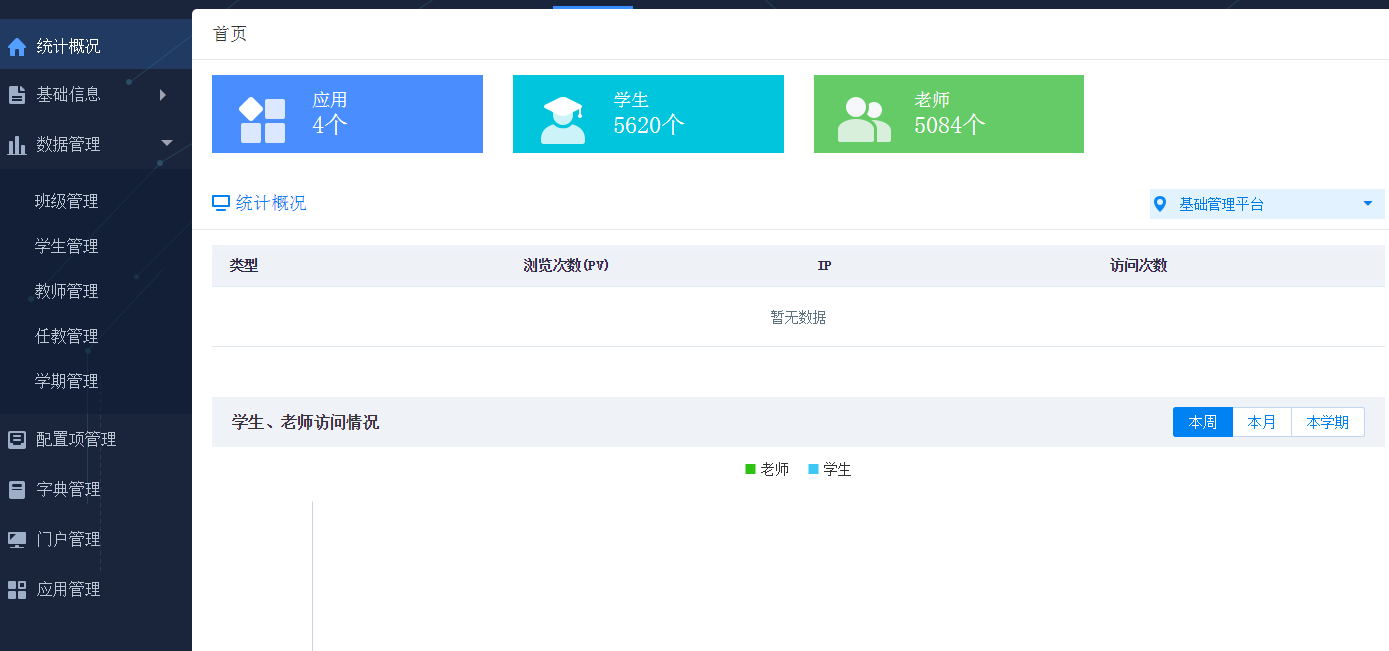 统计概况
基础信息
数据管理
班级管理
学生管理
教师管理
任教管理
学期管理
配置项管理
字典管理
门户管理
应用管理
首页
应用
4个
学生
5620个
老师
5084个
统计概况
基础管理平台
类型 浏览次数(PV) IP 访问次数
暂无数据
学生、老师访问情况
本周 本月 本学期
老师 学生